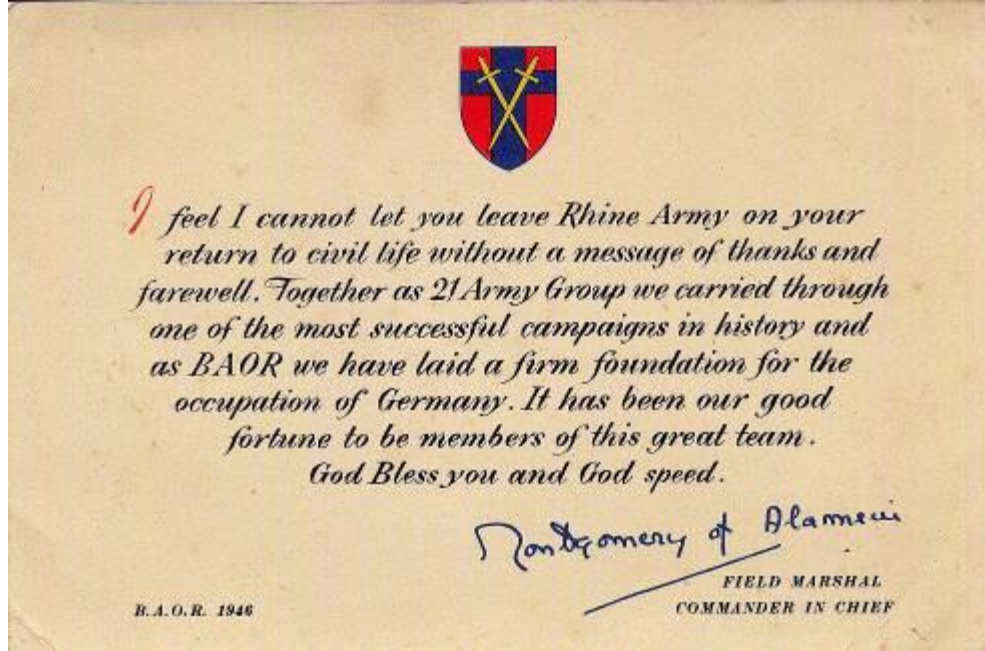 I feel I cannot let you leave Rhine Army on your
return to civil life without a message of thanks and
farewell. Together as 21 Army Group we carried through
one of the most successful campaigns in history and
as BAOR we have laid a firm foundation for the
occupation of Germany. It has been our good
fortune to be members of this great team.
God Bless you and God speed.
Montgomery of Alamein
FIELD MARSHAL
COMMANDER IN CHIEF
B.A.O.R. 1946